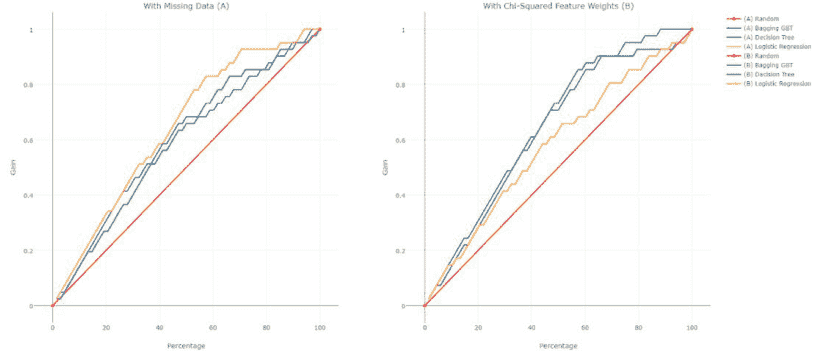 With Missing Data (A)
With Chi-Squared Feature Weights (B)
1
0.8
0.6
0.4
0.2
0
Gain
0 20 40 60 80 100
Percentage
1
0.8
0.6
0.4
0.2
0
Gain
0 20 40 60 80 100
Percentage
(A) Random
(A) Bagging GBT
(A) Decision Tree
(A) Logistic Regression
(B) Random
(B) Bagging GBT
(B) Decision Tree
(B) Logistic Regression